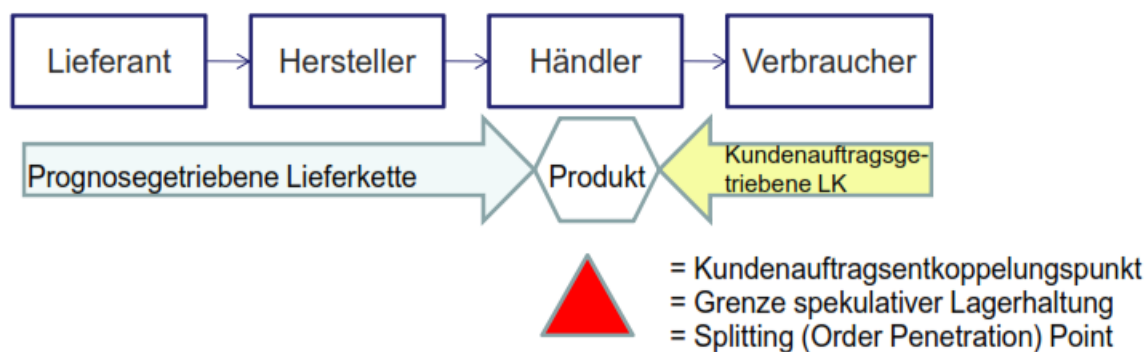 Lieferant
Hersteller
Händler
Verbraucher
Prognosegetriebene Lieferkette
Produkt
Kundenauftragsge-
triebene LK
= Kundenauftragsentkoppelungspunkt
= Grenze spekulativer Lagerhaltung
= Splitting (Order Penetration) Point